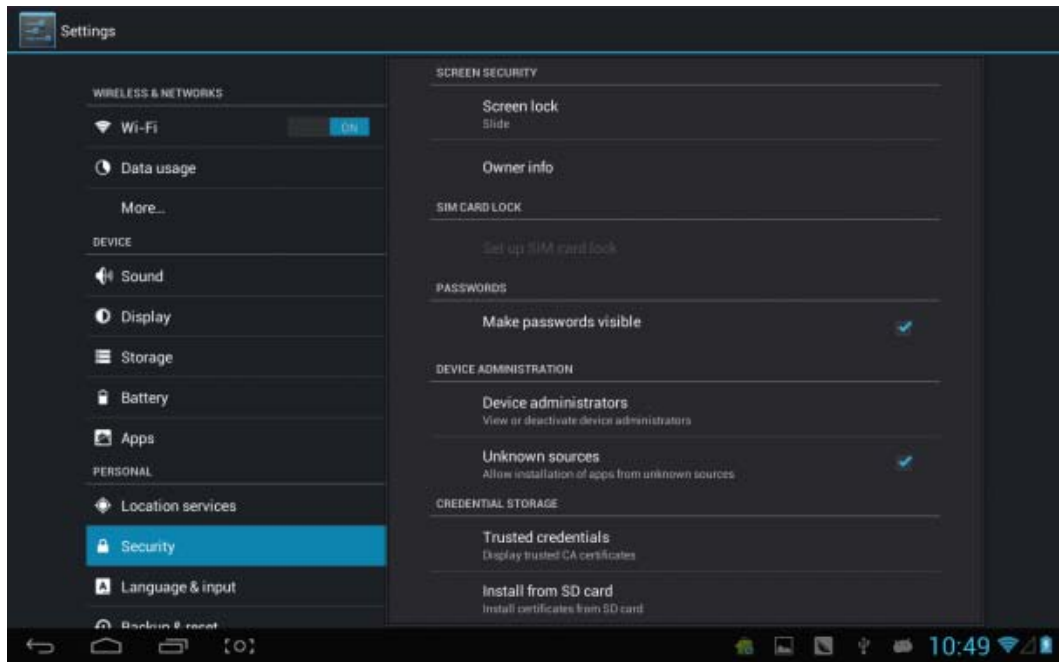 Settings
WIRELESS & NETWORKS
Wi-Fi
ON
Data usage
More...
DEVICE
Sound
Display
Storage
Battery
Apps
PERSONAL
Location services
Security
Language & input
Backup & reset
SCREEN SECURITY
Screen lock
Slide
Owner info
SIM CARD LOCK
Set up SIM card lock
PASSWORDS
Make passwords visible
DEVICE ADMINISTRATION
Device administrators
View or deactivate device administrators
Unknown sources
Allow installation of apps from unknown sources
CREDENTIAL STORAGE
Trusted credentials
Display trusted CA certificates
Install from SD card
Install certificates from SD card
10:49